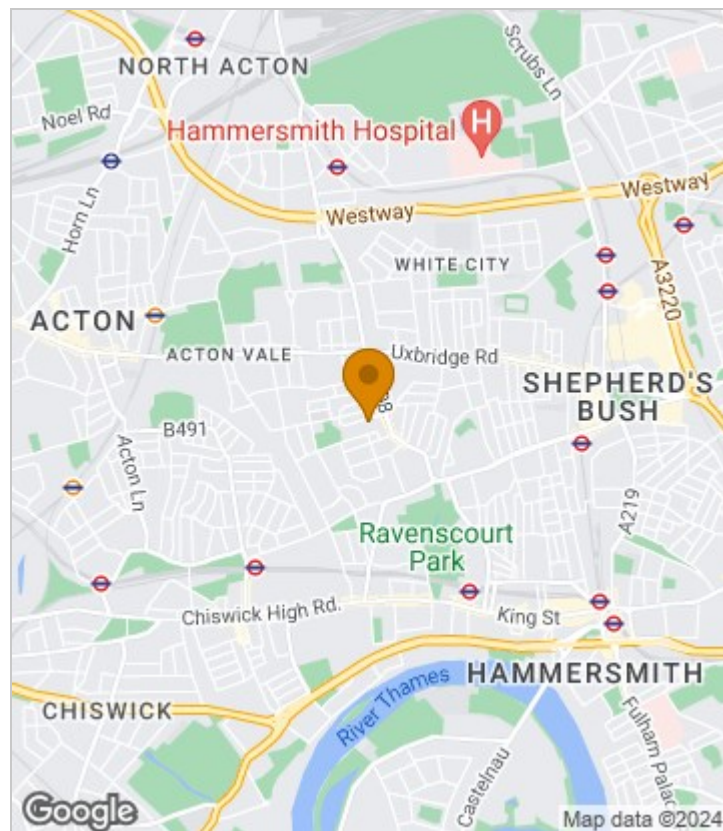 NORTH ACTON
Noel Rd
Scrubs Ln
Hammersmith Hospital
H
Horn Ln
Westway
Westway
WHITE CITY
A3220
ACTON
ACTON VALE
Uxbridge Rd
SHEPHERD'S
BUSH
B491
Acton Ln
A219
Ravenscourt
Park
Chiswick High Rd.
King St
HAMMERSMITH
River Thames
CHISWICK
Castelnau
Fulham Palac
Google
Map data ©2024